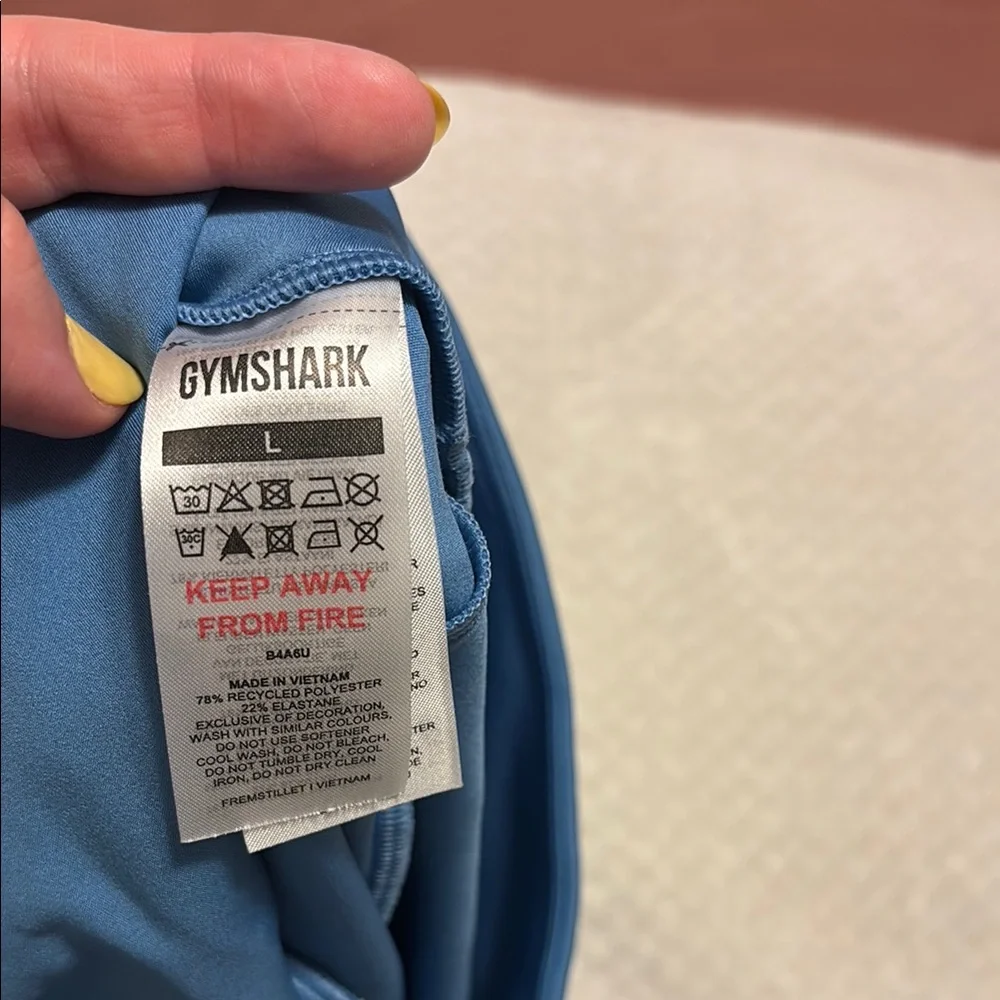 GYMSHARK
L
30
30C
KEEP AWAY
FROM FIRE
B4A6U
MADE IN VIETNAM
78% RECYCLED POLYESTER
22% ELASTANE
EXCLUSIVE OF DECORATION,
WASH WITH SIMILAR COLOURS,
DO NOT USE SOFTENER
COOL WASH, DO NOT BLEACH,
DO NOT TUMBLE DRY, COOL
IRON, DO NOT DRY CLEAN
FREMSTILLET I VIETNAM